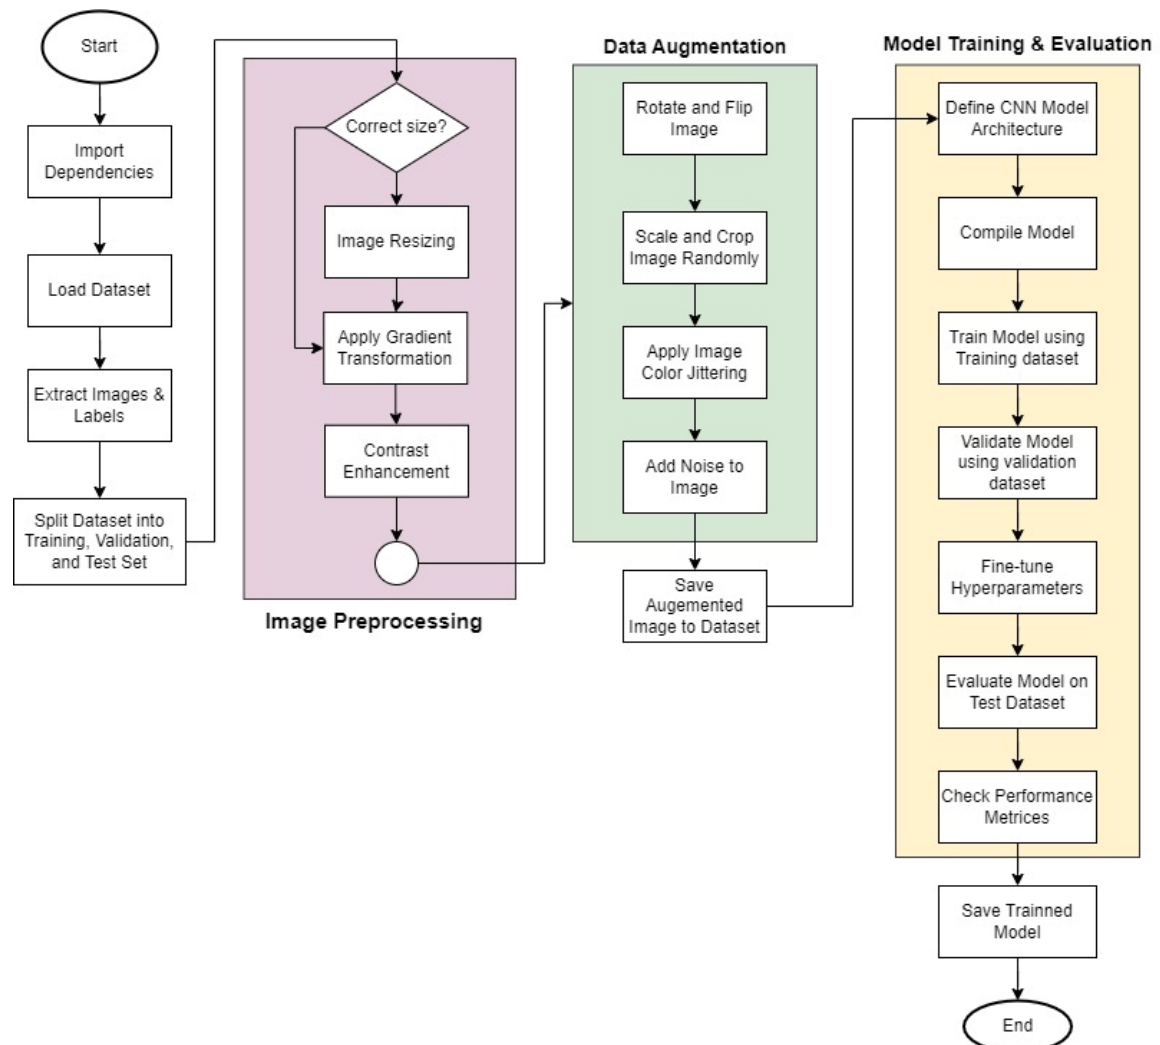 Start
Import
Dependencies
Load Dataset
Extract Images &
Labels
Split Dataset into
Training, Validation,
and Test Set
Correct size?
Image Resizing
Apply Gradient
Transformation
Contrast
Enhancement
Image Preprocessing
Data Augmentation
Rotate and Flip
Image
Scale and Crop
Image Randomly
Apply Image
Color Jittering
Add Noise to
Image
Save
Augemented
Image to Dataset
Model Training & Evaluation
Define CNN Model
Architecture
Compile Model
Train Model using
Training dataset
Validate Model
using validation
dataset
Fine-tune
Hyperparameters
Evaluate Model on
Test Dataset
Check Performance
Metrices
Save Trainned
Model
End